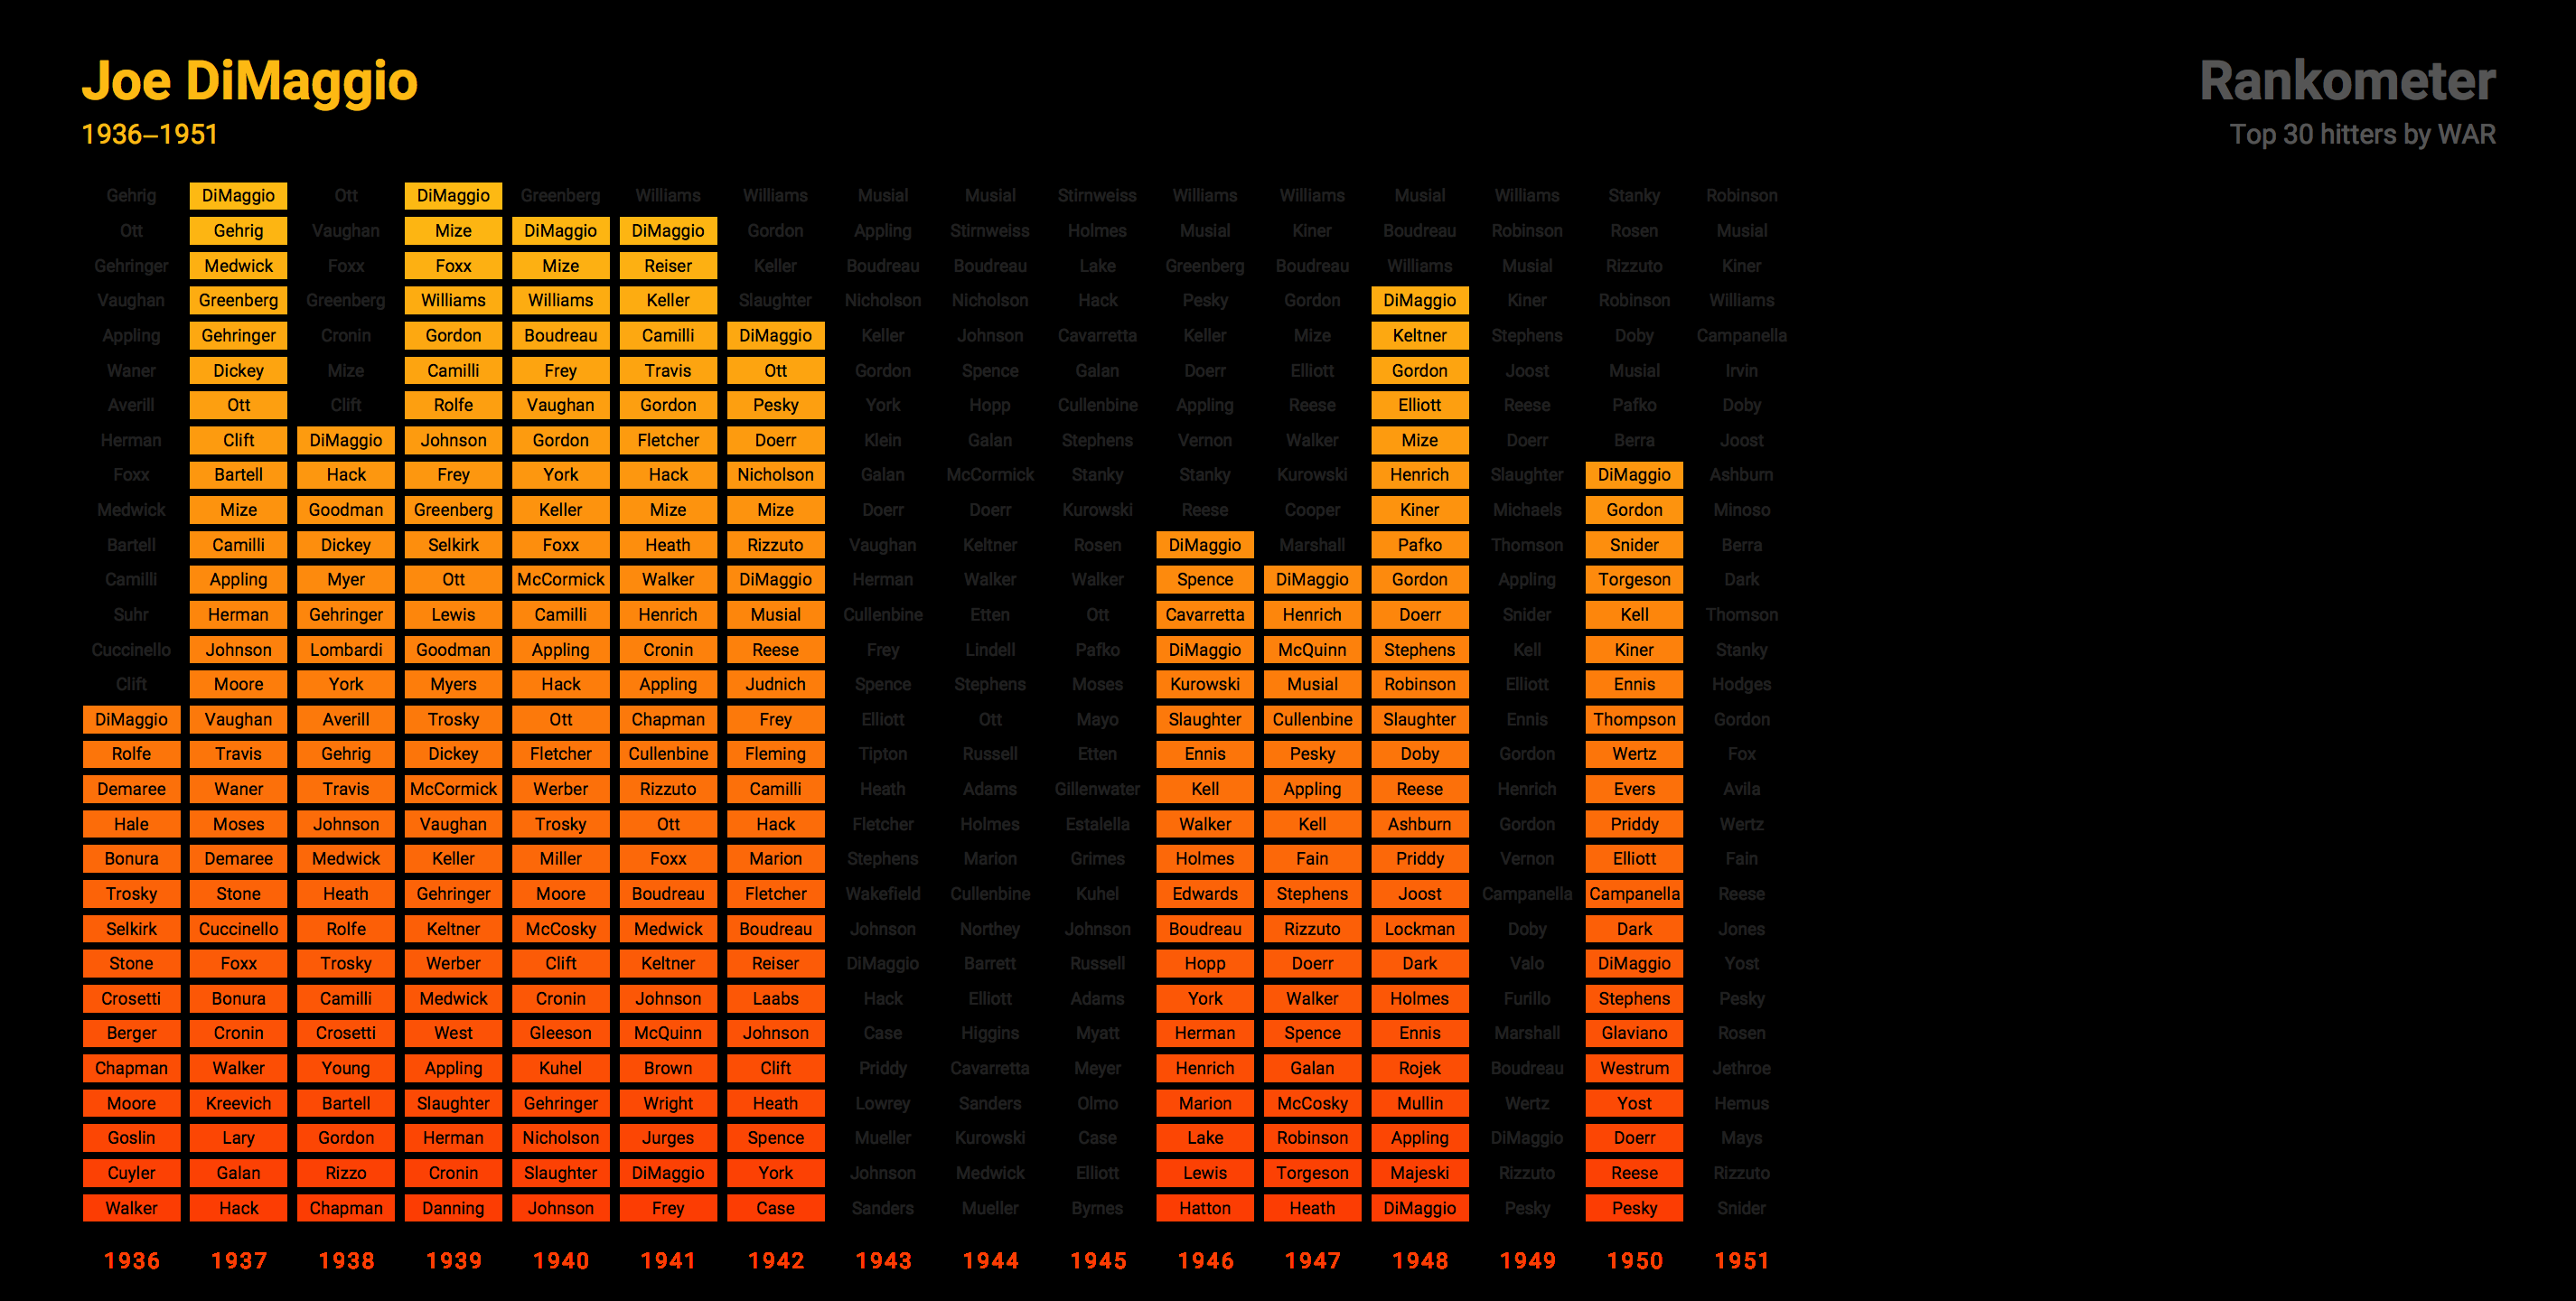 Joe DiMaggio
1936–1951
Rankometer
Top 30 hitters by WAR
Gehrig DiMaggio Ott DiMaggio Greenberg Williams Williams Musial Musial Stirnweiss Williams Williams Musial Williams Stanky Robinson
Ott Gehrig Vaughan Mize DiMaggio DiMaggio Gordon Appling Stirnweiss Holmes Musial Kiner Boudreau Robinson Rosen Musial
Gehringer Medwick Foxx Foxx Mize Reiser Keller Boudreau Boudreau Lake Greenberg Boudreau Williams Musial Rizzuto Kiner
Vaughan Greenberg Greenberg Williams Williams Keller Slaughter Nicholson Nicholson Hack Pesky Gordon DiMaggio Kiner Robinson Williams
Appling Gehringer Cronin Gordon Boudreau Camilli DiMaggio Keller Johnson Cavarretta Keller Mize Keltner Stephens Doby Campanella
Waner Dickey Mize Camilli Frey Travis Ott Gordon Spence Galan Doerr Elliott Gordon Joost Musial Irvin
Averill Ott Clift Rolfe Vaughan Gordon Pesky York Hopp Cullenbine Appling Reese Elliott Reese Pafko Doby
Herman Clift DiMaggio Johnson Gordon Fletcher Doerr Klein Galan Stephens Vernon Walker Mize Doerr Berra Joost
Foxx Bartell Hack Frey York Hack Nicholson Galan McCormick Stanky Stanky Kurowski Henrich Slaughter DiMaggio Ashburn
Medwick Mize Goodman Greenberg Keller Mize Mize Doerr Doerr Kurowski Reese Cooper Kiner Michaels Gordon Minoso
Bartell Camilli Dickey Selkirk Foxx Heath Rizzuto Vaughan Keltner Rosen DiMaggio Marshall Pafko Thomson Snider Berra
Camilli Appling Myer Ott McCormick Walker DiMaggio Herman Walker Walker Spence DiMaggio Gordon Appling Torgeson Dark
Suhr Herman Gehringer Lewis Camilli Henrich Musial Cullenbine Etten Ott Cavarretta Henrich Doerr Snider Kell Thomson
Cuccinello Johnson Lombardi Goodman Appling Cronin Reese Frey Lindell Pafko DiMaggio McQuinn Stephens Kell Kiner Stanky
Clift Moore York Myers Hack Appling Judnich Spence Stephens Moses Kurowski Musial Robinson Elliott Ennis Hodges
DiMaggio Vaughan Averill Trosky Ott Chapman Frey Elliott Ott Mayo Slaughter Cullenbine Slaughter Ennis Thompson Gordon
Rolfe Travis Gehrig Dickey Fletcher Cullenbine Fleming Tipton Russell Etten Ennis Pesky Doby Gordon Wertz Fox
Demaree Waner Travis McCormick Werber Rizzuto Camilli Heath Adams Gillenwater Kell Appling Reese Henrich Evers Avila
Hale Moses Johnson Vaughan Trosky Ott Hack Fletcher Holmes Estalella Walker Kell Ashburn Gordon Priddy Wertz
Bonura Demaree Medwick Keller Miller Foxx Marion Stephens Marion Grimes Holmes Fain Priddy Vernon Elliott Fain
Trosky Stone Heath Gehringer Moore Boudreau Fletcher Wakefield Cullenbine Kuhel Edwards Stephens Joost Campanella Campanella Reese
Selkirk Cuccinello Rolfe Keltner McCosky Medwick Boudreau Johnson Northey Johnson Boudreau Rizzuto Lockman Doby Dark Jones
Stone Foxx Trosky Werber Clift Keltner Reiser DiMaggio Barrett Russell Hopp Doerr Dark Valo DiMaggio Yost
Crosetti Bonura Camilli Medwick Cronin Johnson Laabs Hack Elliott Adams York Walker Holmes Furillo Stephens Pesky
Berger Cronin Crosetti West Gleeson McQuinn Johnson Case Higgins Myatt Herman Spence Ennis Marshall Glaviano Rosen
Chapman Walker Young Appling Kuhel Brown Clift Priddy Cavarretta Meyer Henrich Galan Rojek Boudreau Westrum Jethroe
Moore Kreevich Bartell Slaughter Gehringer Wright Heath Lowrey Sanders Olmo Marion McCosky Mullin Wertz Yost Hemus
Goslin Lary Gordon Herman Nicholson Jurges Spence Mueller Kurowski Case Lake Robinson Appling DiMaggio Doerr Mays
Cuyler Galan Rizzo Cronin Slaughter DiMaggio York Johnson Medwick Elliott Lewis Torgeson Majeski Rizzuto Reese Rizzuto
Walker Hack Chapman Danning Johnson Frey Case Sanders Mueller Byrnes Hatton Heath DiMaggio Pesky Pesky Snider
1936 1937 1938 1939 1940 1941 1942 1943 1944 1945 1946 1947 1948 1949 1950 1951